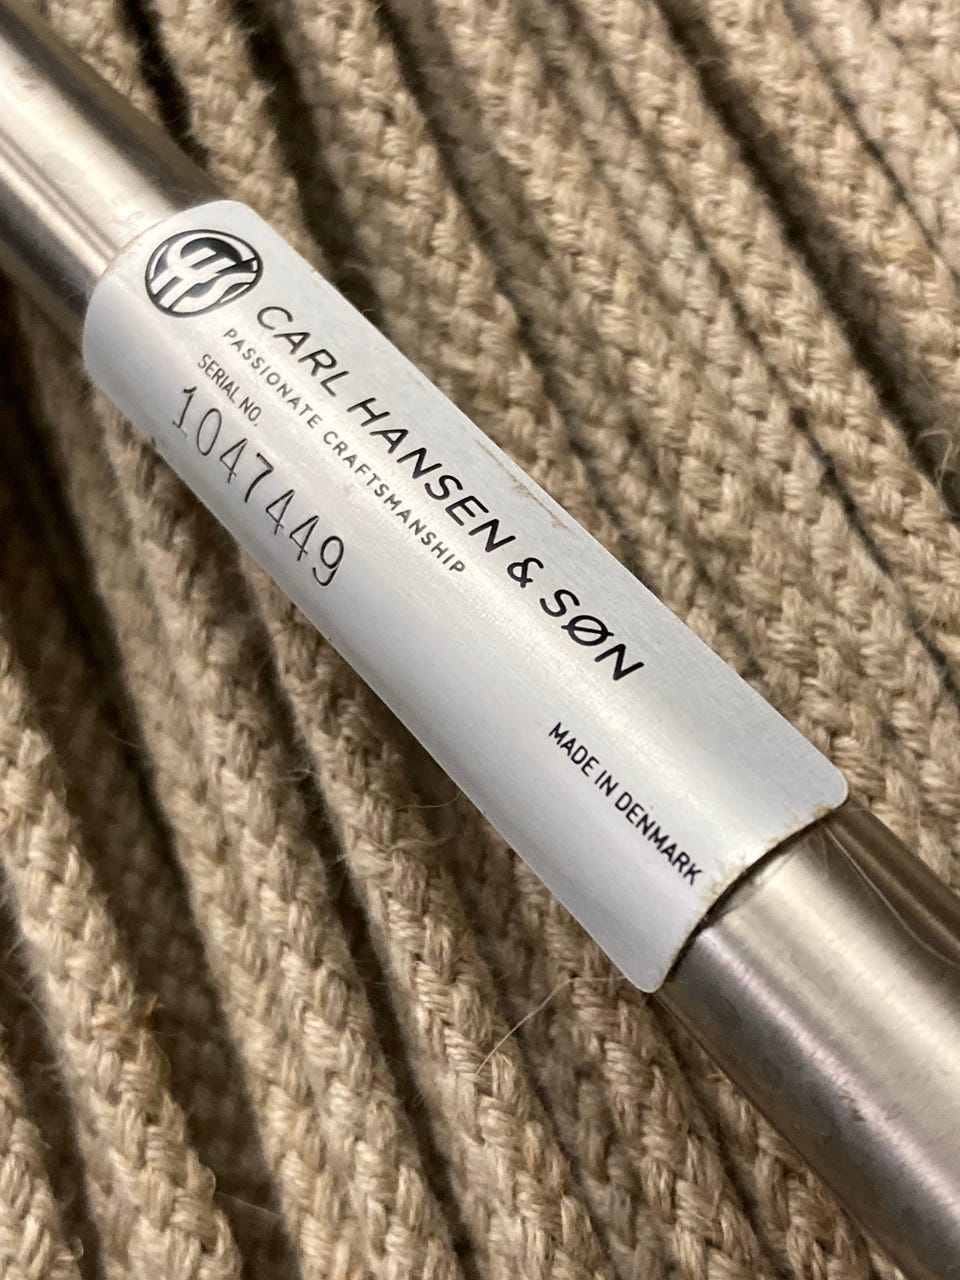 CARL HANSEN & SØN
PASSIONATE CRAFTSMANSHIP
SERIAL NO.
1047449
MADE IN DENMARK